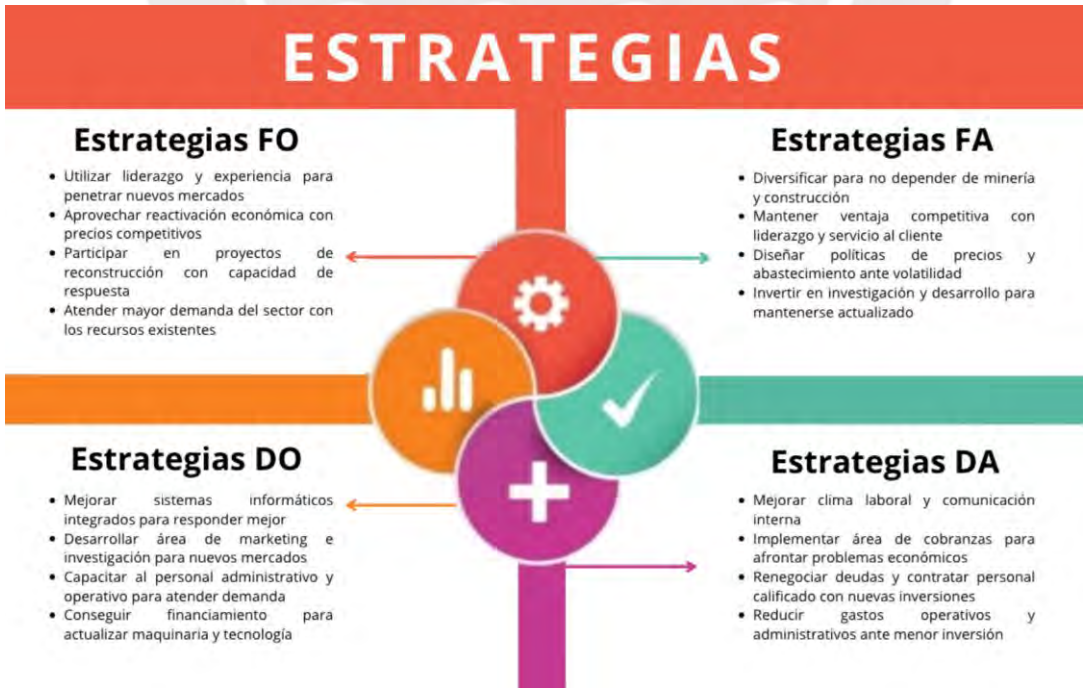 ESTRATEGIAS
Estrategias FO
• Utilizar liderazgo y experiencia para
penetrar nuevos mercados
• Aprovechar reactivación económica con
precios competitivos
• Participar en proyectos de
reconstrucción con capacidad de
respuesta
• Atender mayor demanda del sector con
los recursos existentes
Estrategias FA
• Diversificar para no depender de minería
y construcción
• Mantener ventaja competitiva con
liderazgo y servicio al cliente
• Diseñar políticas de precios y
abastecimiento ante volatilidad
• Invertir en investigación y desarrollo para
mantenerse actualizado
Estrategias DO
• Mejorar sistemas informáticos
integrados para responder mejor
• Desarrollar área de marketing e
investigación para nuevos mercados
• Capacitar al personal administrativo y
operativo para atender demanda
• Conseguir financiamiento para
actualizar maquinaria y tecnología
Estrategias DA
• Mejorar clima laboral y comunicación
interna
• Implementar área de cobranzas para
afrontar problemas económicos
• Renegociar deudas y contratar personal
calificado con nuevas inversiones
• Reducir gastos operativos y
administrativos ante menor inversión